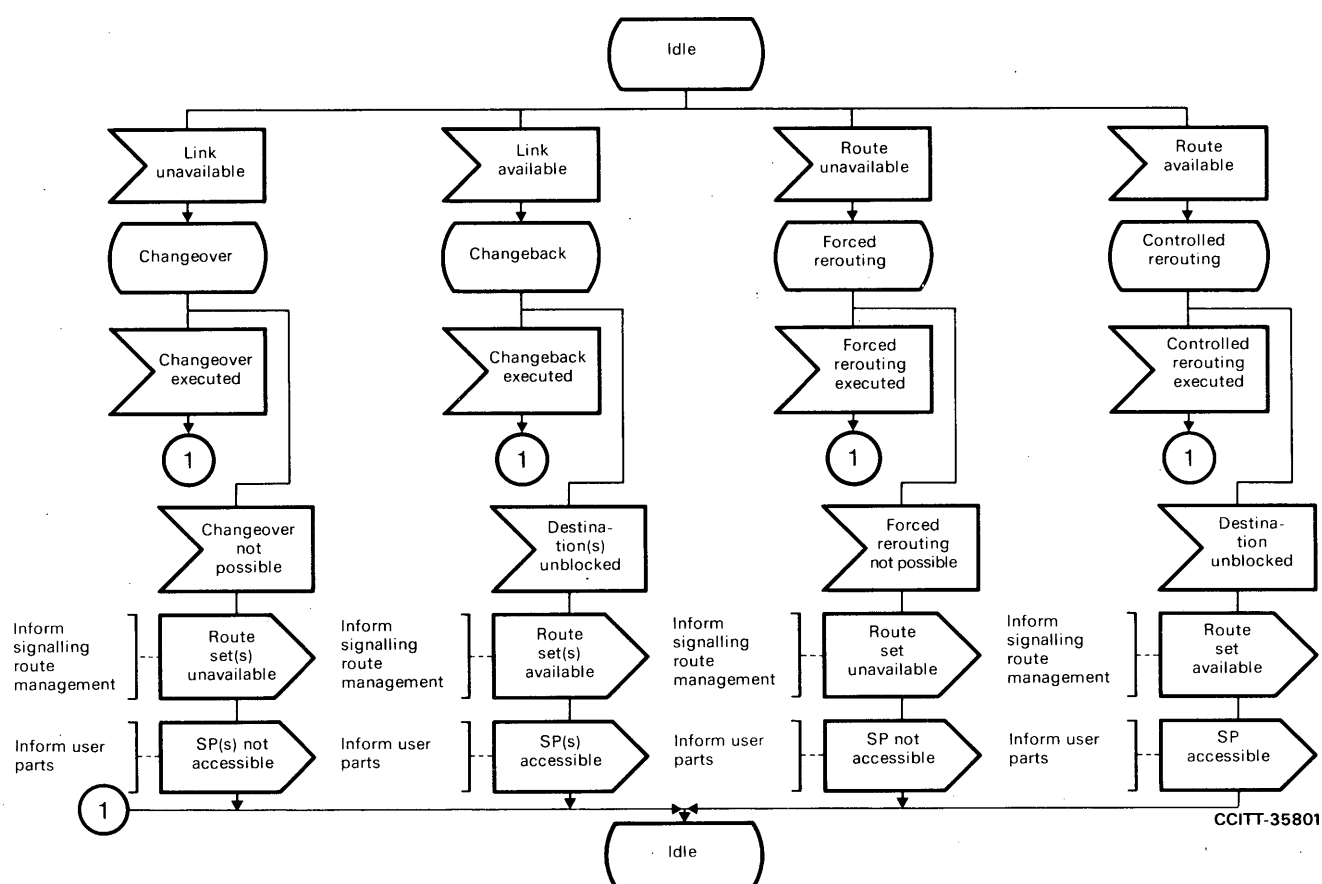 Idle
Link
unavailable
Link
available
Route
unavailable
Route
available
Changeover
Changeback
Forced
rerouting
Controlled
rerouting
Changeover
executed
Changeback
executed
Forced
rerouting
executed
Controlled
rerouting
executed
1
1
1
1
Changeover
not
possible
Destina-
tion(s)
unblocked
Forced
rerouting
not possible
Destina-
tion
unblocked
Inform
signalling
route
management
Route
set(s)
unavailable
Inform
signalling
route
management
Route
set(s)
available
Inform
signalling
route
management
Route
set
unavailable
Inform
signalling
route
management
Route
set
available
Inform user
parts
SP(s) not
accessible
Inform user
parts
SP(s)
accessible
Inform user
parts
SP not
accessible
Inform user
parts
SP
accessible
1
CCITT-35801
Idle